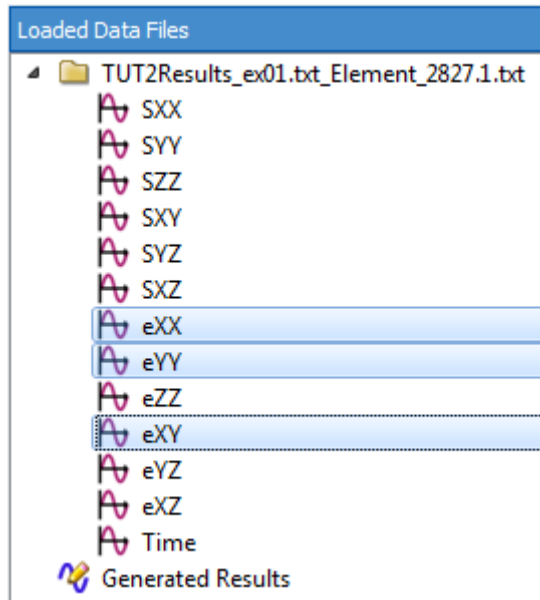 Loaded Data Files
TUT2Results_ex01.txt_Element_2827.1.txt
SXX
SYY
SZZ
SXY
SYZ
SXZ
eXX
eYY
eZZ
eXY
eYZ
eXZ
Time
Generated Results